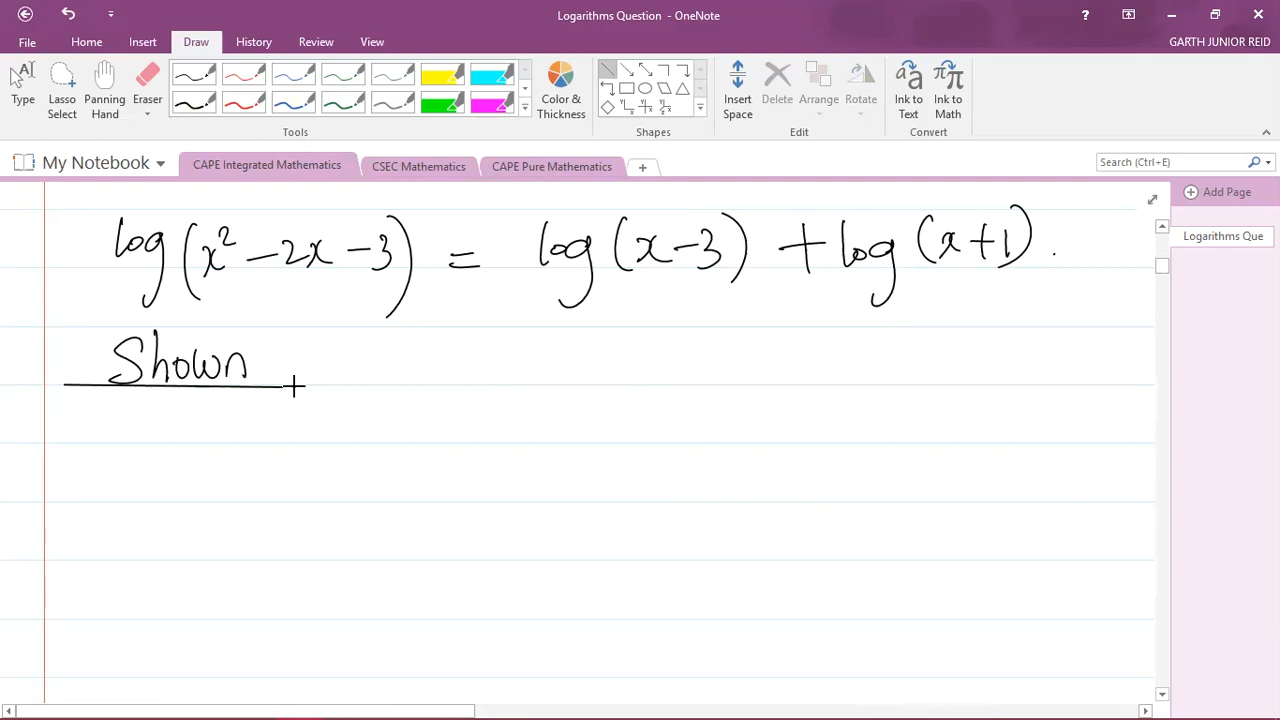 Logarithms Question - OneNote
?
File Home Insert Draw History Review View GARTH JUNIOR REID
Type Lasso Select Panning Hand Eraser Color & Thickness Insert Space Delete Arrange Rotate Ink to Text Ink to Math
Tools Shapes Edit Convert
My Notebook CAPE Integrated Mathematics CSEC Mathematics CAPE Pure Mathematics + Search (Ctrl+E)
Add Page
Logarithms Que
log(x² - 2x - 3) = log(x - 3) + log(x + 1).
Shown